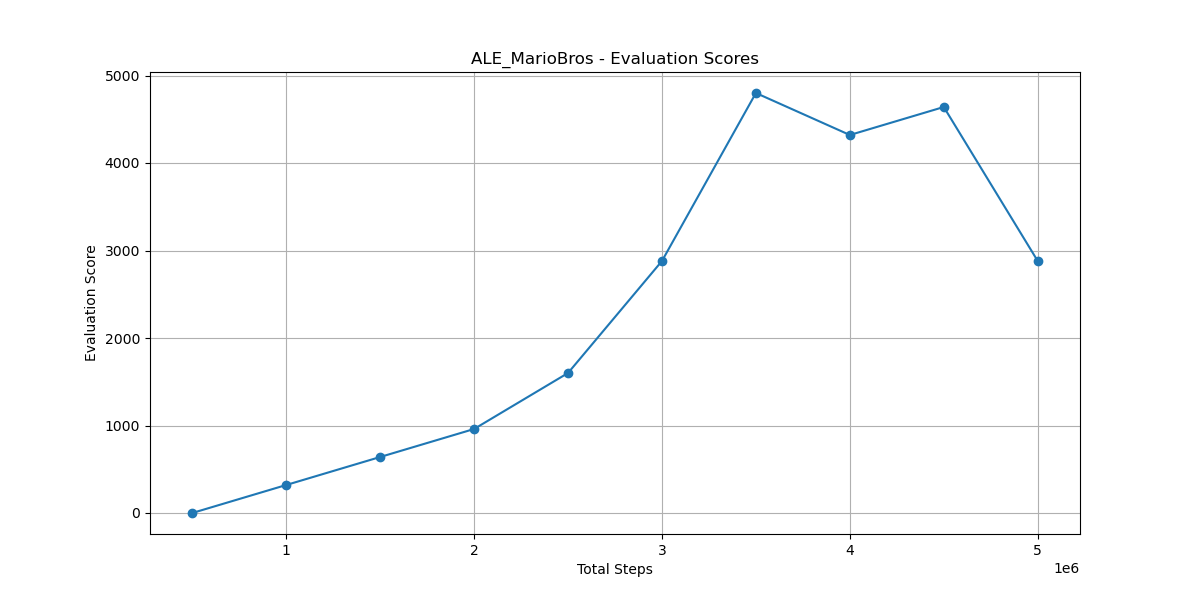 ALE_MarioBros - Evaluation Scores
5000
4000
3000
2000
1000
0
Evaluation Score
1 2 3 4 5
Total Steps
1e6